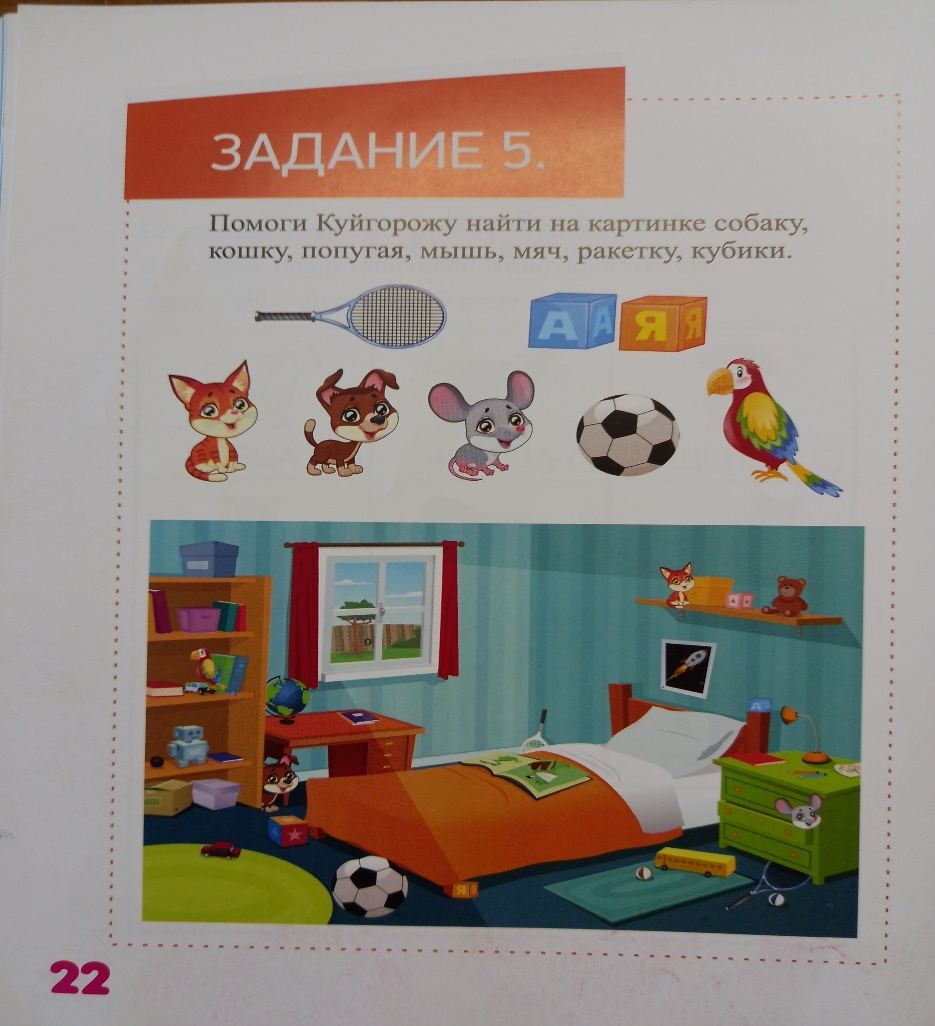 ЗАДАНИЕ 5.
Помоги Куйгорожу найти на картинке собаку,
кошку, попугая, мышь, мяч, ракетку, кубики.
А А Я Я
А А
Я
22